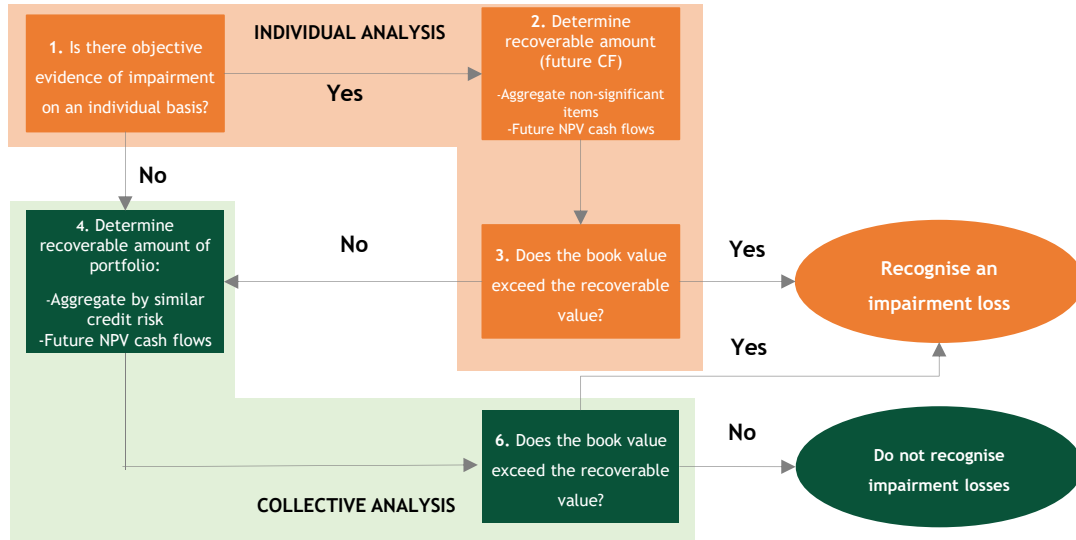 INDIVIDUAL ANALYSIS
1. Is there objective
evidence of impairment
on an individual basis?
Yes
2. Determine
recoverable amount
(future CF)
-Aggregate non-significant
items
-Future NPV cash flows
No
4. Determine
recoverable amount of
portfolio:
-Aggregate by similar
credit risk
-Future NPV cash flows
No
3. Does the book value
exceed the recoverable
value?
Yes
Recognise an
impairment loss
Yes
6. Does the book value
exceed the recoverable
value?
No
Do not recognise
impairment losses
COLLECTIVE ANALYSIS